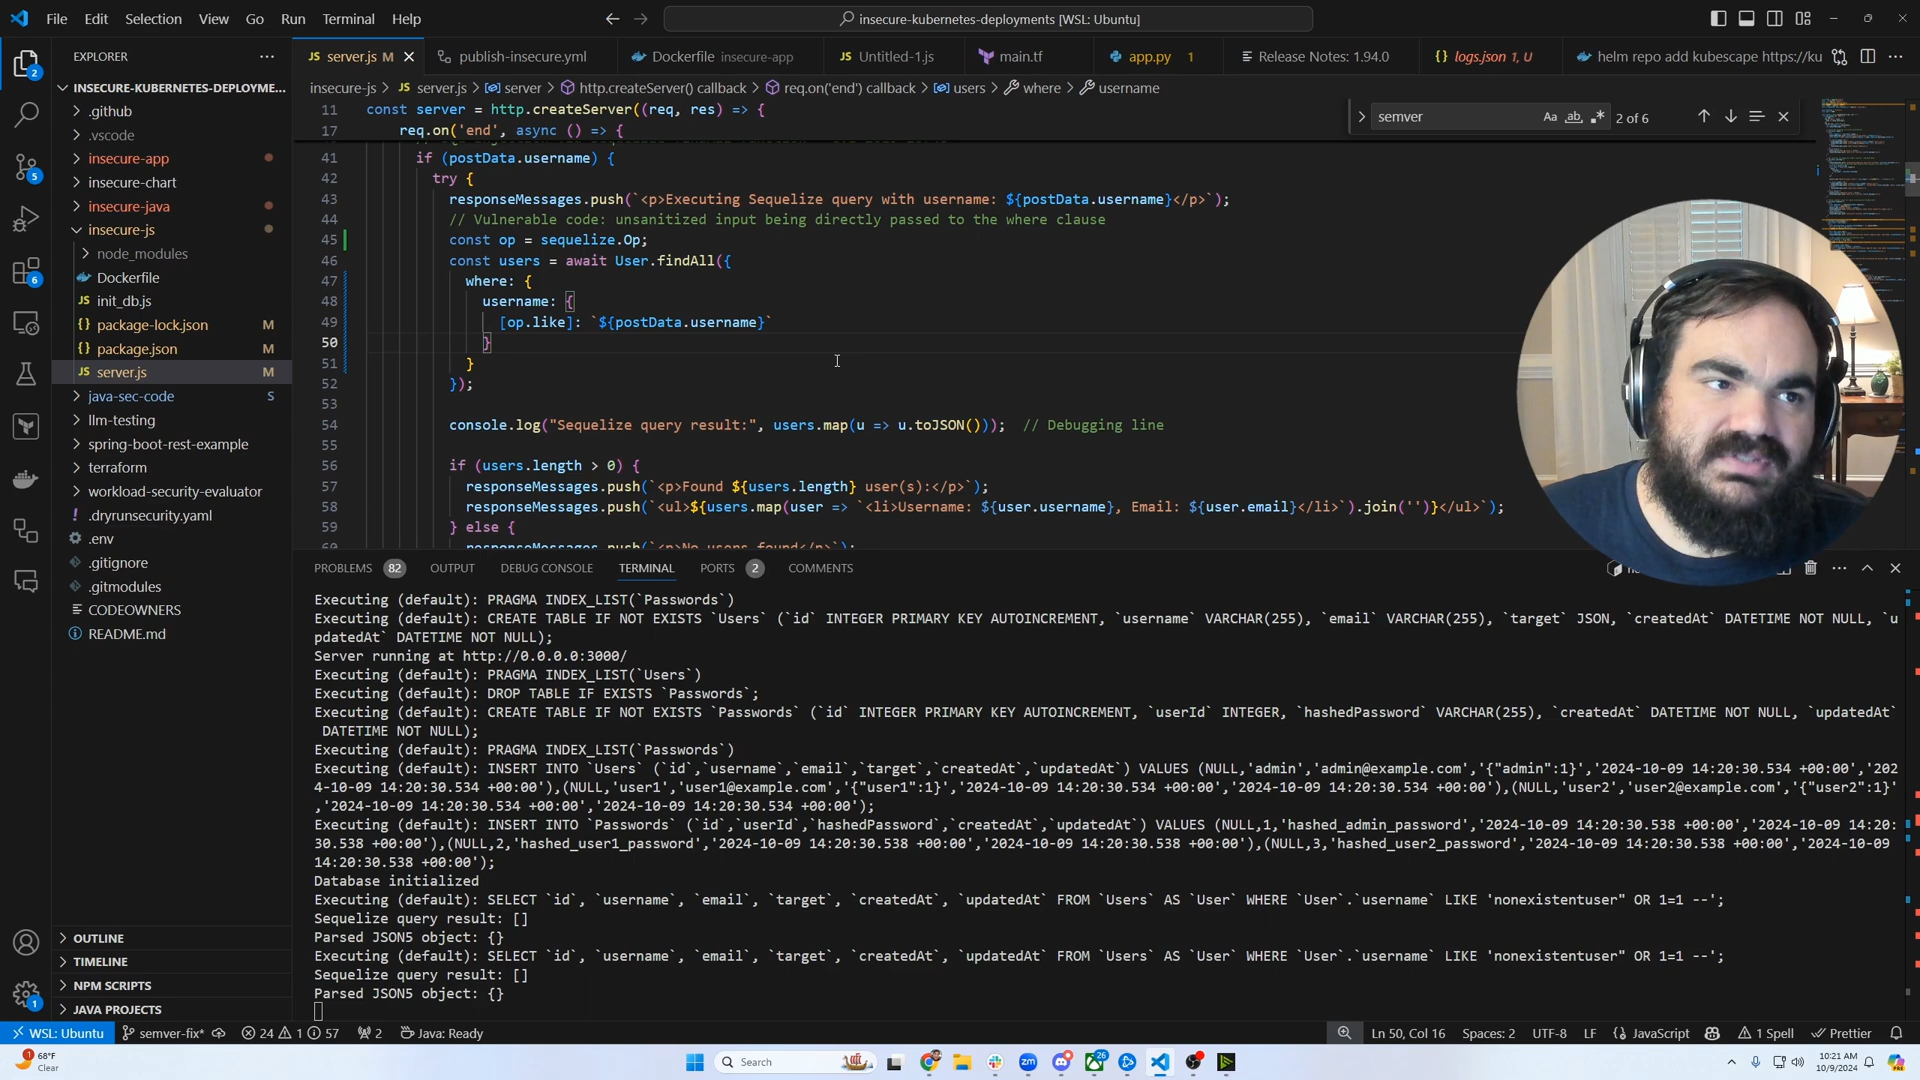 File Edit Selection View Go Run Terminal Help
insecure-kubernetes-deployments [WSL: Ubuntu]
EXPLORER
server.js M
publish-insecure.yml
Dockerfile insecure-app
Untitled-1.js
main.tf
app.py 1
Release Notes: 1.94.0
logs.json 1, U
helm repo add kubescape https://ku
insecure-js > server.js > server > http.createServer() callback > req.on('end') callback > users > where > username
semver
Aa ab 2 of 6
INSECURE-KUBERNETES-DEPLOYME...
.github
.vscode
insecure-app
insecure-chart
insecure-java
insecure-js
node_modules
Dockerfile
init_db.js
package-lock.json M
package.json M
server.js M
java-sec-code S
llm-testing
spring-boot-rest-example
terraform
workload-security-evaluator
.dryrunsecurity.yaml
.env
.gitignore
.gitmodules
CODEOWNERS
README.md
OUTLINE
TIMELINE
NPM SCRIPTS
JAVA PROJECTS
2
5
6
1
11 const server = http.createServer((req, res) => {
17 req.on('end', async () => {
41 if (postData.username) {
42 try {
43 responseMessages.push(`<p>Executing Sequelize query with username: ${postData.username}</p>`);
44 // Vulnerable code: unsanitized input being directly passed to the where clause
45 const op = sequelize.Op;
46 const users = await User.findAll({
47 where: {
48 username: {
49 [op.like]: `${postData.username}`
50 }
51 }
52 });
53
54 console.log("Sequelize query result:", users.map(u => u.toJSON())); // Debugging line
55
56 if (users.length > 0) {
57 responseMessages.push(`<p>Found ${users.length} user(s):</p>`);
58 responseMessages.push(`<ul>${users.map(user => `<li>Username: ${user.username}, Email: ${user.email}</li>`).join('')}</ul>`);
59 } else {
60 responseMessages.push(`<p>No users found</p>`);
PROBLEMS 82 OUTPUT DEBUG CONSOLE TERMINAL PORTS 2 COMMENTS
Executing (default): PRAGMA INDEX_LIST(`Passwords`)
Executing (default): CREATE TABLE IF NOT EXISTS `Users` (`id` INTEGER PRIMARY KEY AUTOINCREMENT, `username` VARCHAR(255), `email` VARCHAR(255), `target` JSON, `createdAt` DATETIME NOT NULL, `u
pdatedAt` DATETIME NOT NULL);
Server running at http://0.0.0.0:3000/
Executing (default): PRAGMA INDEX_LIST(`Users`)
Executing (default): DROP TABLE IF EXISTS `Passwords`;
Executing (default): CREATE TABLE IF NOT EXISTS `Passwords` (`id` INTEGER PRIMARY KEY AUTOINCREMENT, `userId` INTEGER, `hashedPassword` VARCHAR(255), `createdAt` DATETIME NOT NULL, `updatedAt`
DATETIME NOT NULL);
Executing (default): PRAGMA INDEX_LIST(`Passwords`)
Executing (default): INSERT INTO `Users` (`id`,`username`,`email`,`target`,`createdAt`,`updatedAt`) VALUES (NULL,'admin','admin@example.com','{"admin":1}','2024-10-09 14:20:30.534 +00:00','202
4-10-09 14:20:30.534 +00:00'),(NULL,'user1','user1@example.com','{"user1":1}','2024-10-09 14:20:30.534 +00:00','2024-10-09 14:20:30.534 +00:00'),(NULL,'user2','user2@example.com','{"user2":1}'
,'2024-10-09 14:20:30.534 +00:00','2024-10-09 14:20:30.534 +00:00');
Executing (default): INSERT INTO `Passwords` (`id`,`userId`,`hashedPassword`,`createdAt`,`updatedAt`) VALUES (NULL,1,'hashed_admin_password','2024-10-09 14:20:30.538 +00:00','2024-10-09 14:20:
30.538 +00:00'),(NULL,2,'hashed_user1_password','2024-10-09 14:20:30.538 +00:00','2024-10-09 14:20:30.538 +00:00'),(NULL,3,'hashed_user2_password','2024-10-09 14:20:30.538 +00:00','2024-10-09
14:20:30.538 +00:00');
Database initialized
Executing (default): SELECT `id`, `username`, `email`, `target`, `createdAt`, `updatedAt` FROM `Users` AS `User` WHERE `User`.`username` LIKE 'nonexistentuser" OR 1=1 --';
Sequelize query result: []
Parsed JSON5 object: {}
Executing (default): SELECT `id`, `username`, `email`, `target`, `createdAt`, `updatedAt` FROM `Users` AS `User` WHERE `User`.`username` LIKE 'nonexistentuser" OR 1=1 --';
Sequelize query result: []
Parsed JSON5 object: {}
WSL: Ubuntu semver-fix* 24 1 57 2 Java: Ready
Ln 50, Col 16 Spaces: 2 UTF-8 LF JavaScript 1 Spell Prettier
1 68°F
Clear
Search
26
10:21 AM
10/9/2024